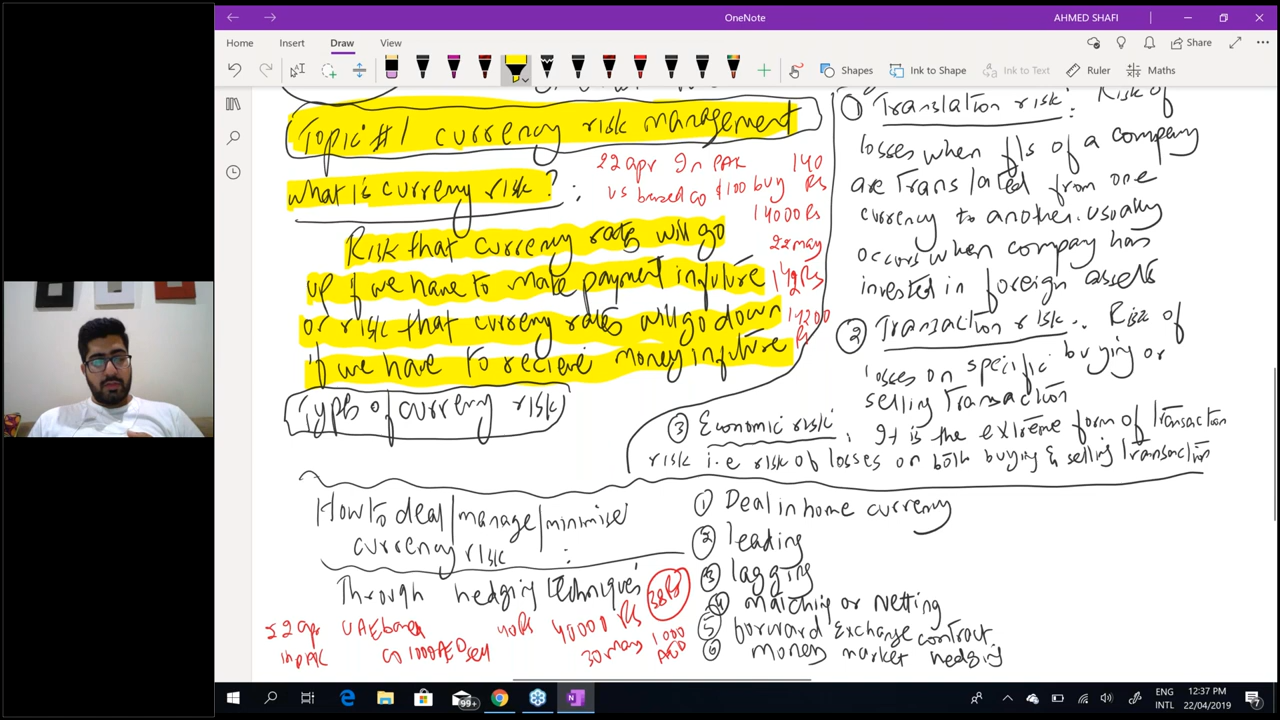 OneNote
AHMED SHAFI
Home
Insert
Draw
View
Share
Shapes
Ink to Shape
Ink to Text
Ruler
Maths
Topic #1 currency risk management
what is currency risk? :
Risk that currency rates will go
up if we have to make payment in future
or risk that currency rates will go down
if we have to recieve money in future
Types of currency risk
22 apr In PAK 140
US based co $100 buy Rs
14000 Rs
22 may
142 Rs
14200
Rs
① Translation risk: Risk of
losses when f/s of a company
are Translated from one
currency to another. usually
occurs when company has
invested in foreign assets
② Transaction risk: Risk of
losses on specific buying or
selling Transaction
③ Economic risk: It is the extreme form of Transaction
risk i.e risk of losses on both buying & selling Transaction
How to deal/manage/minimise
currency risk :
Through hedging Techniques
① Deal in home currency
② leading
③ lagging
④ matching or Netting
⑤ forward exchange contract
⑥ money market hedging
38 Rs
22 apr UAE based 40 Rs 40000 Rs
in PAK co 1000 AED sell 30 may 1000
AED
99+
ENG
INTL
12:37 PM
22/04/2019
7